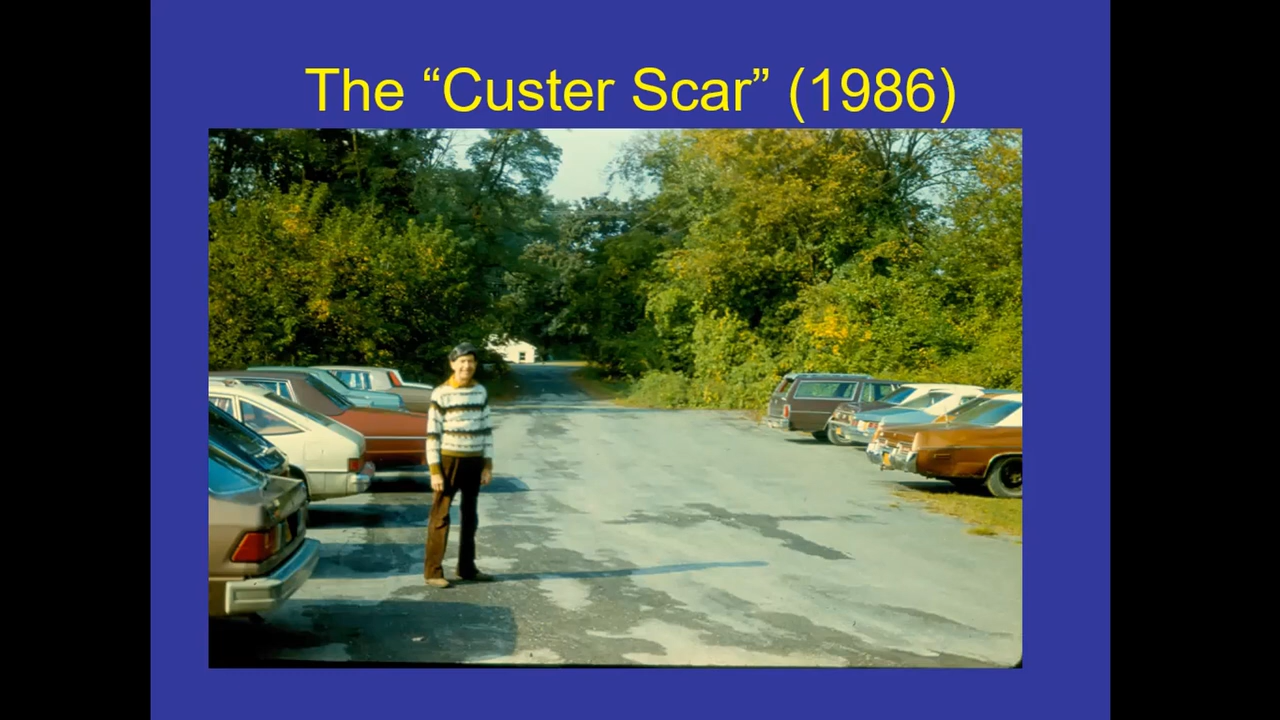 The “Custer Scar” (1986)